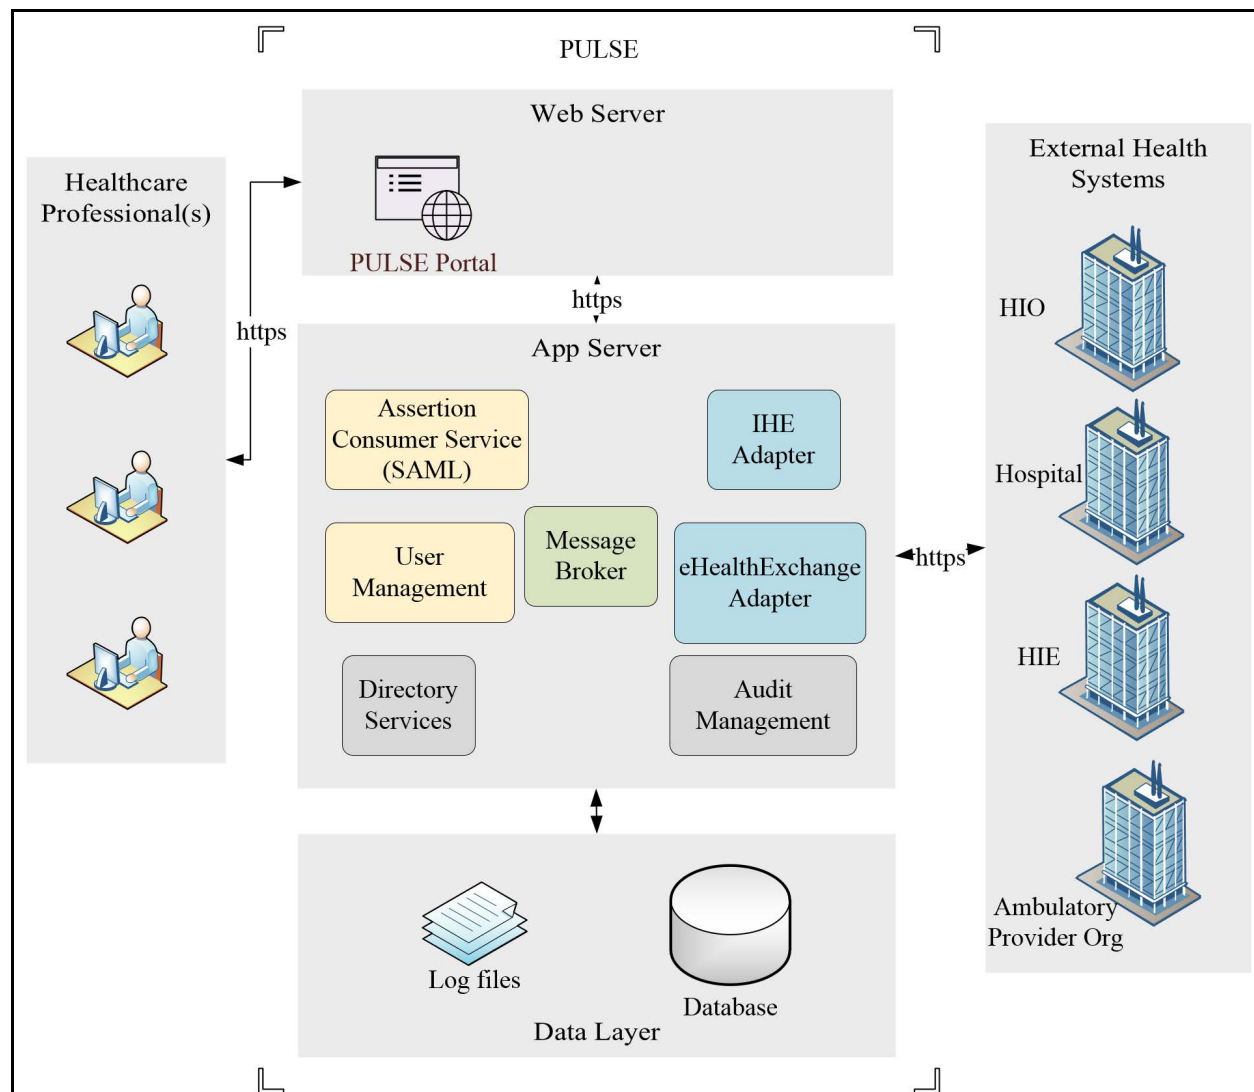 PULSE
Web Server
PULSE Portal
https
Healthcare
Professional(s)
https
App Server
Assertion
Consumer Service
(SAML)
IHE
Adapter
User
Management
Message
Broker
eHealthExchange
Adapter
Directory
Services
Audit
Management
https
External Health
Systems
HIO
Hospital
HIE
Ambulatory
Provider Org
Log files
Database
Data Layer